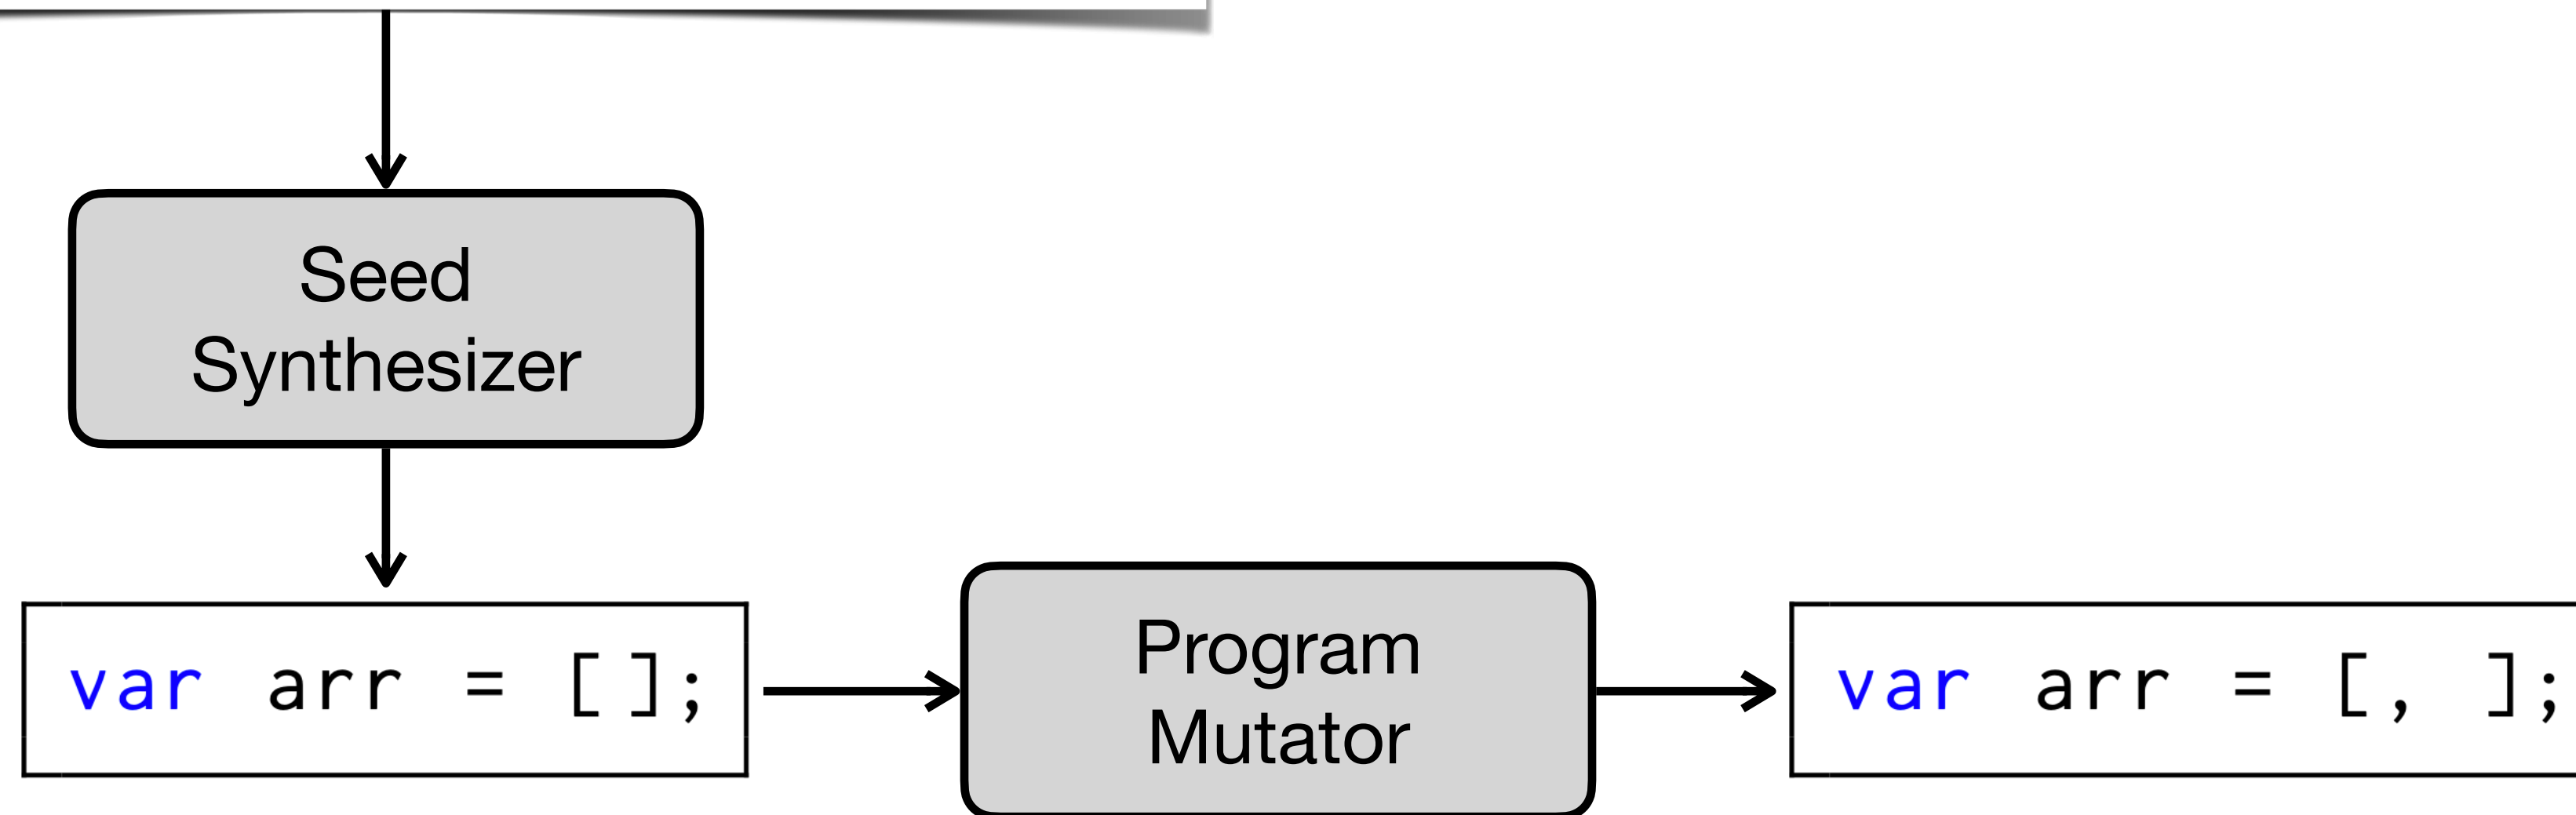 Seed
Synthesizer
var arr = [];
Program
Mutator
var arr = [, ];